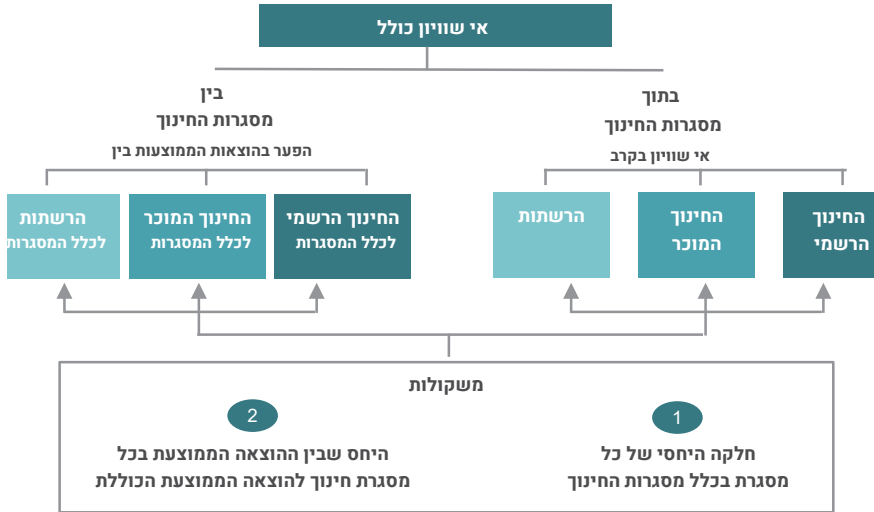 אי שוויון כולל
בתוך
מסגרות החינוך
אי שוויון בקרב
החינוך
הרשמי
החינוך
המוכר
הרשתות
בין
מסגרות החינוך
הפער בהוצאות הממוצעות בין
החינוך הרשמי
לכלל המסגרות
החינוך המוכר
לכלל המסגרות
הרשתות
לכלל המסגרות
משקולות
1
חלקה היחסי של כל
מסגרת בכלל מסגרות החינוך
2
היחס שבין ההוצאה הממוצעת בכל
מסגרת חינוך להוצאה הממוצעת הכוללת